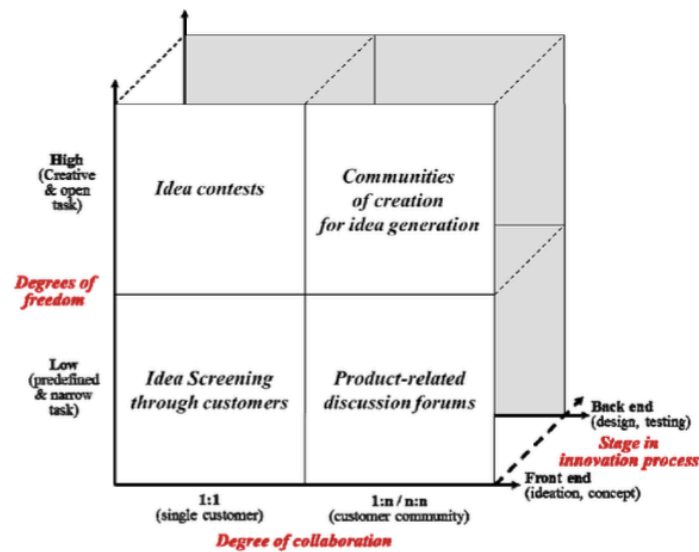 High
(Creative
& open
task)
Idea contests
Communities
of creation
for idea generation
Degrees of
freedom
Low
(predefined
& narrow
task)
Idea Screening
through customers
Product-related
discussion forums
Back end
(design, testing)
Stage in
innovation process
Front end
(ideation, concept)
1:1
(single customer)
1:n / n:n
(customer community)
Degree of collaboration